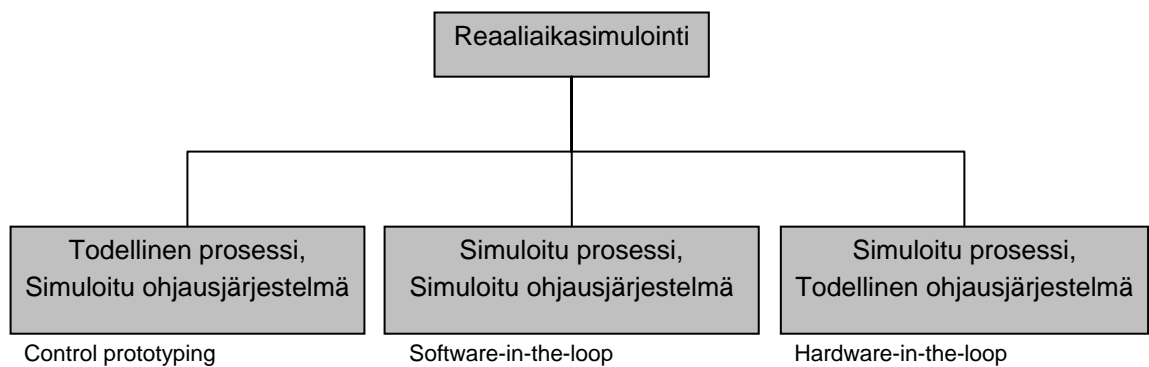 Reaaliaikasimulointi
Todellinen prosessi,
Simuloitu ohjausjärjestelmä
Control prototyping
Simuloitu prosessi,
Simuloitu ohjausjärjestelmä
Software-in-the-loop
Simuloitu prosessi,
Todellinen ohjausjärjestelmä
Hardware-in-the-loop